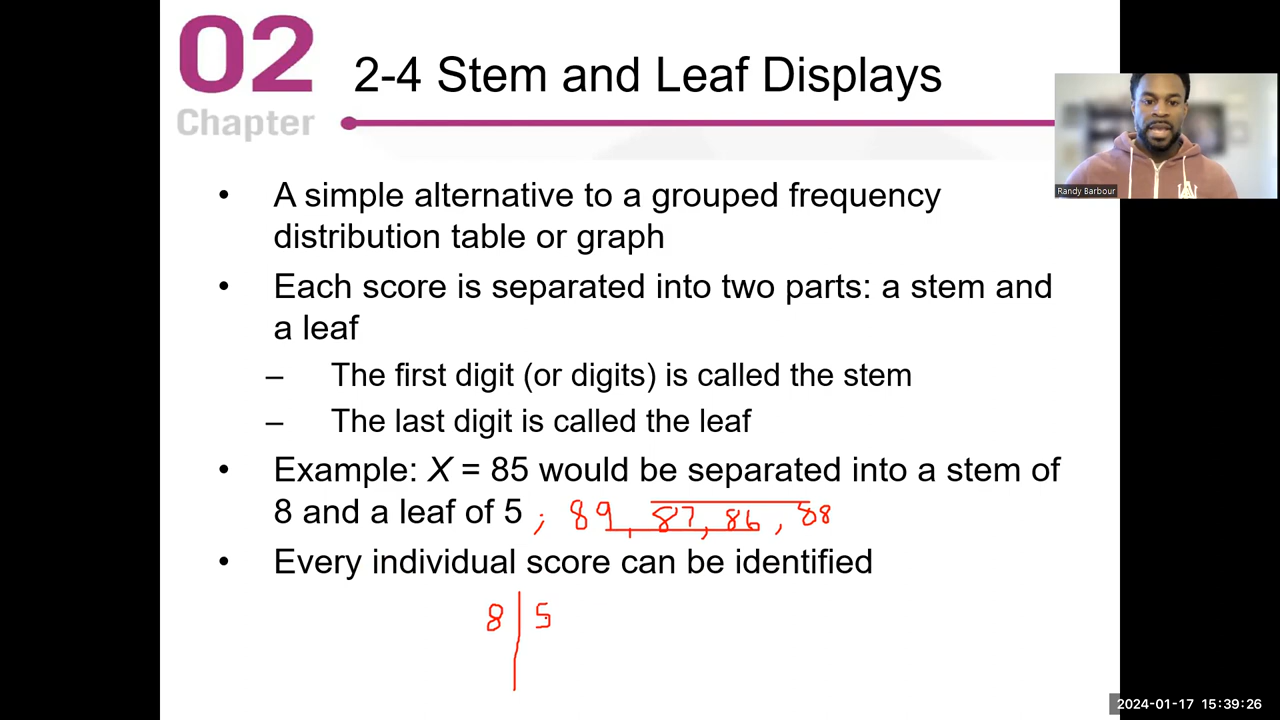 02
Chapter
2-4 Stem and Leaf Displays
Randy Barbour
• A simple alternative to a grouped frequency
distribution table or graph
• Each score is separated into two parts: a stem and
a leaf
– The first digit (or digits) is called the stem
– The last digit is called the leaf
• Example: X = 85 would be separated into a stem of
8 and a leaf of 5 ; 89, 87, 86, 88
• Every individual score can be identified
8 | 5
2024-01-17 15:39:26